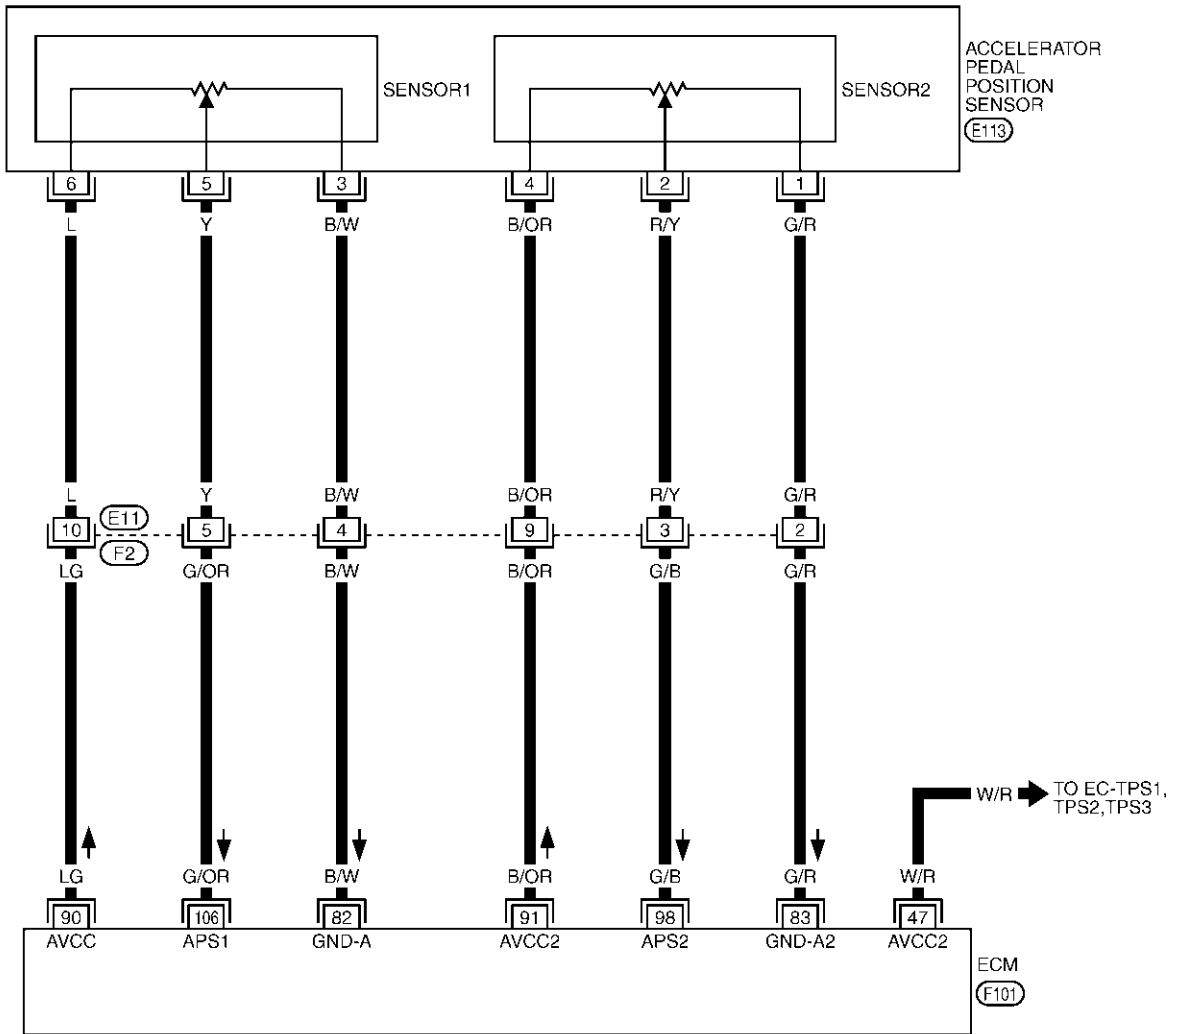 ACCELERATOR
PEDAL
POSITION
SENSOR
E113
SENSOR1
SENSOR2
6 5 3 4 2 1
L Y B/W B/OR R/Y G/R
L Y B/W B/OR R/Y G/R
E11
10 5 4 9 3 2
F2
LG G/OR B/W B/OR G/B G/R
W/R TO EC-TPS1,
TPS2,TPS3
LG G/OR B/W B/OR G/B G/R W/R
90 106 82 91 98 83 47
AVCC APS1 GND-A AVCC2 APS2 GND-A2 AVCC2
ECM
F101